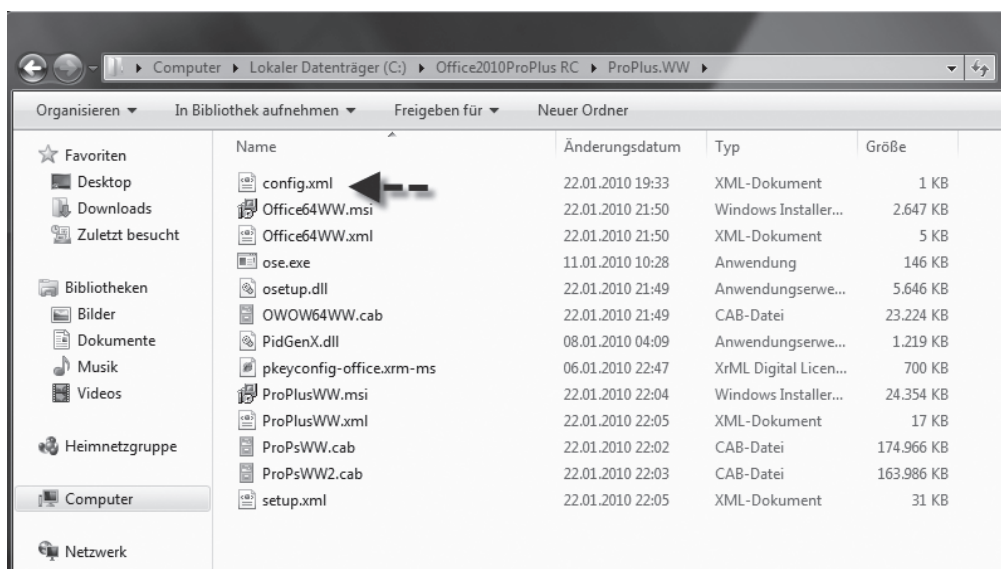 Computer Lokaler Datenträger (C:) Office2010ProPlus RC ProPlus.WW
Organisieren In Bibliothek aufnehmen Freigeben für Neuer Ordner
Favoriten
Desktop
Downloads
Zuletzt besucht
Bibliotheken
Bilder
Dokumente
Musik
Videos
Heimnetzgruppe
Computer
Netzwerk
Name Änderungsdatum Typ Größe
config.xml 22.01.2010 19:33 XML-Dokument 1 KB
Office64WW.msi 22.01.2010 21:50 Windows Installer... 2.647 KB
Office64WW.xml 22.01.2010 21:50 XML-Dokument 5 KB
ose.exe 11.01.2010 10:28 Anwendung 146 KB
osetup.dll 22.01.2010 21:49 Anwendungserwe... 5.646 KB
OWOW64WW.cab 22.01.2010 21:49 CAB-Datei 23.224 KB
PidGenX.dll 08.01.2010 04:09 Anwendungserwe... 1.219 KB
pkeyconfig-office.xrm-ms 06.01.2010 22:47 XrML Digital Licen... 700 KB
ProPlusWW.msi 22.01.2010 22:04 Windows Installer... 24.354 KB
ProPlusWW.xml 22.01.2010 22:05 XML-Dokument 17 KB
ProPsWW.cab 22.01.2010 22:02 CAB-Datei 174.966 KB
ProPsWW2.cab 22.01.2010 22:03 CAB-Datei 163.986 KB
setup.xml 22.01.2010 22:05 XML-Dokument 31 KB